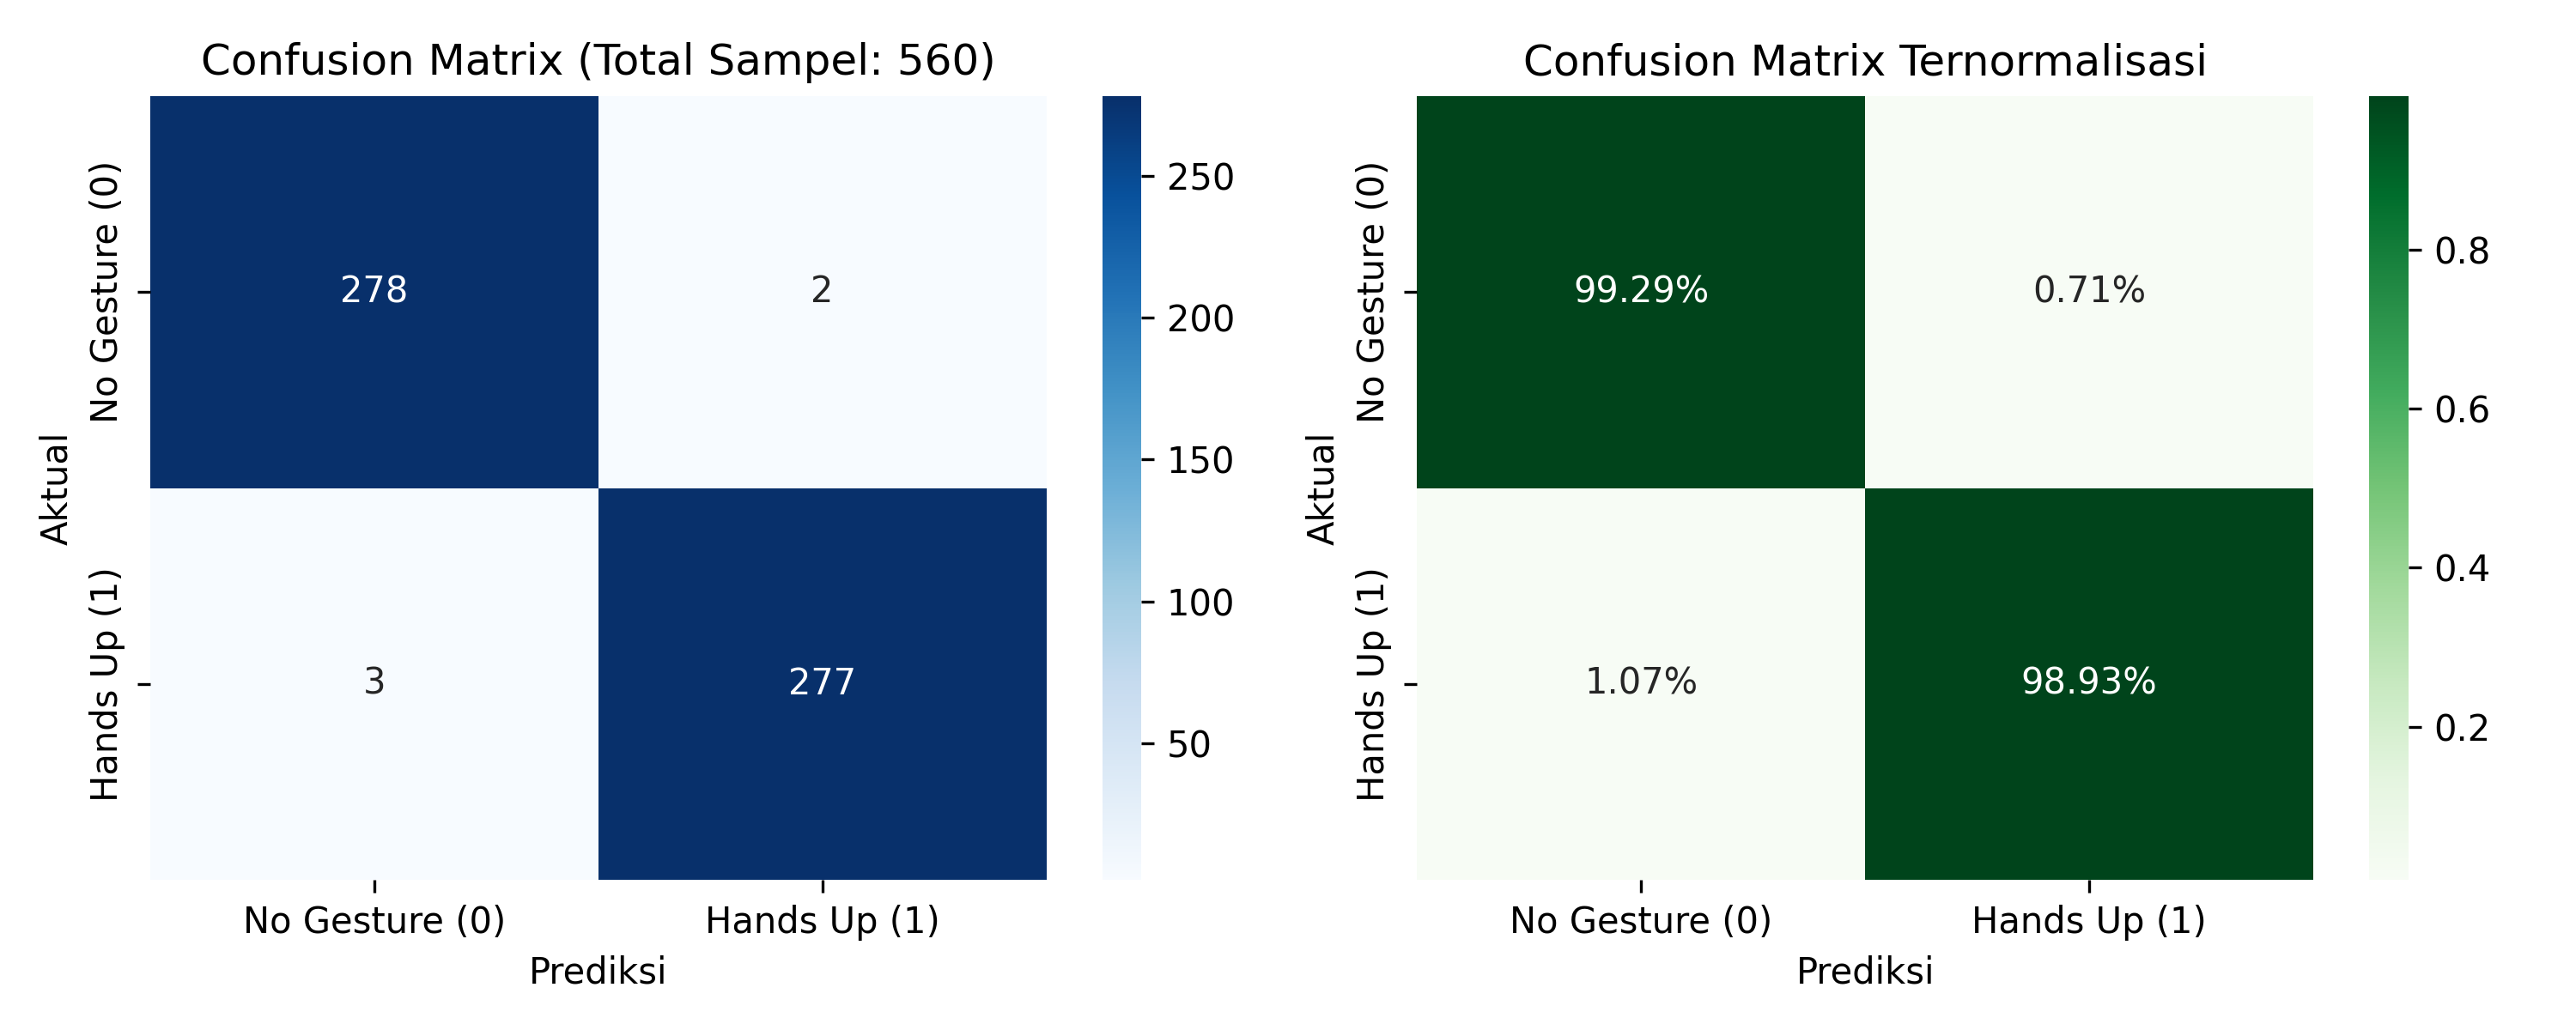 Confusion Matrix (Total Sampel: 560)
Aktual
No Gesture (0)
Hands Up (1)
278
2
3
277
No Gesture (0)
Hands Up (1)
Prediksi
250
200
150
100
50
Confusion Matrix Ternormalisasi
Aktual
No Gesture (0)
Hands Up (1)
99.29%
0.71%
1.07%
98.93%
No Gesture (0)
Hands Up (1)
Prediksi
0.8
0.6
0.4
0.2